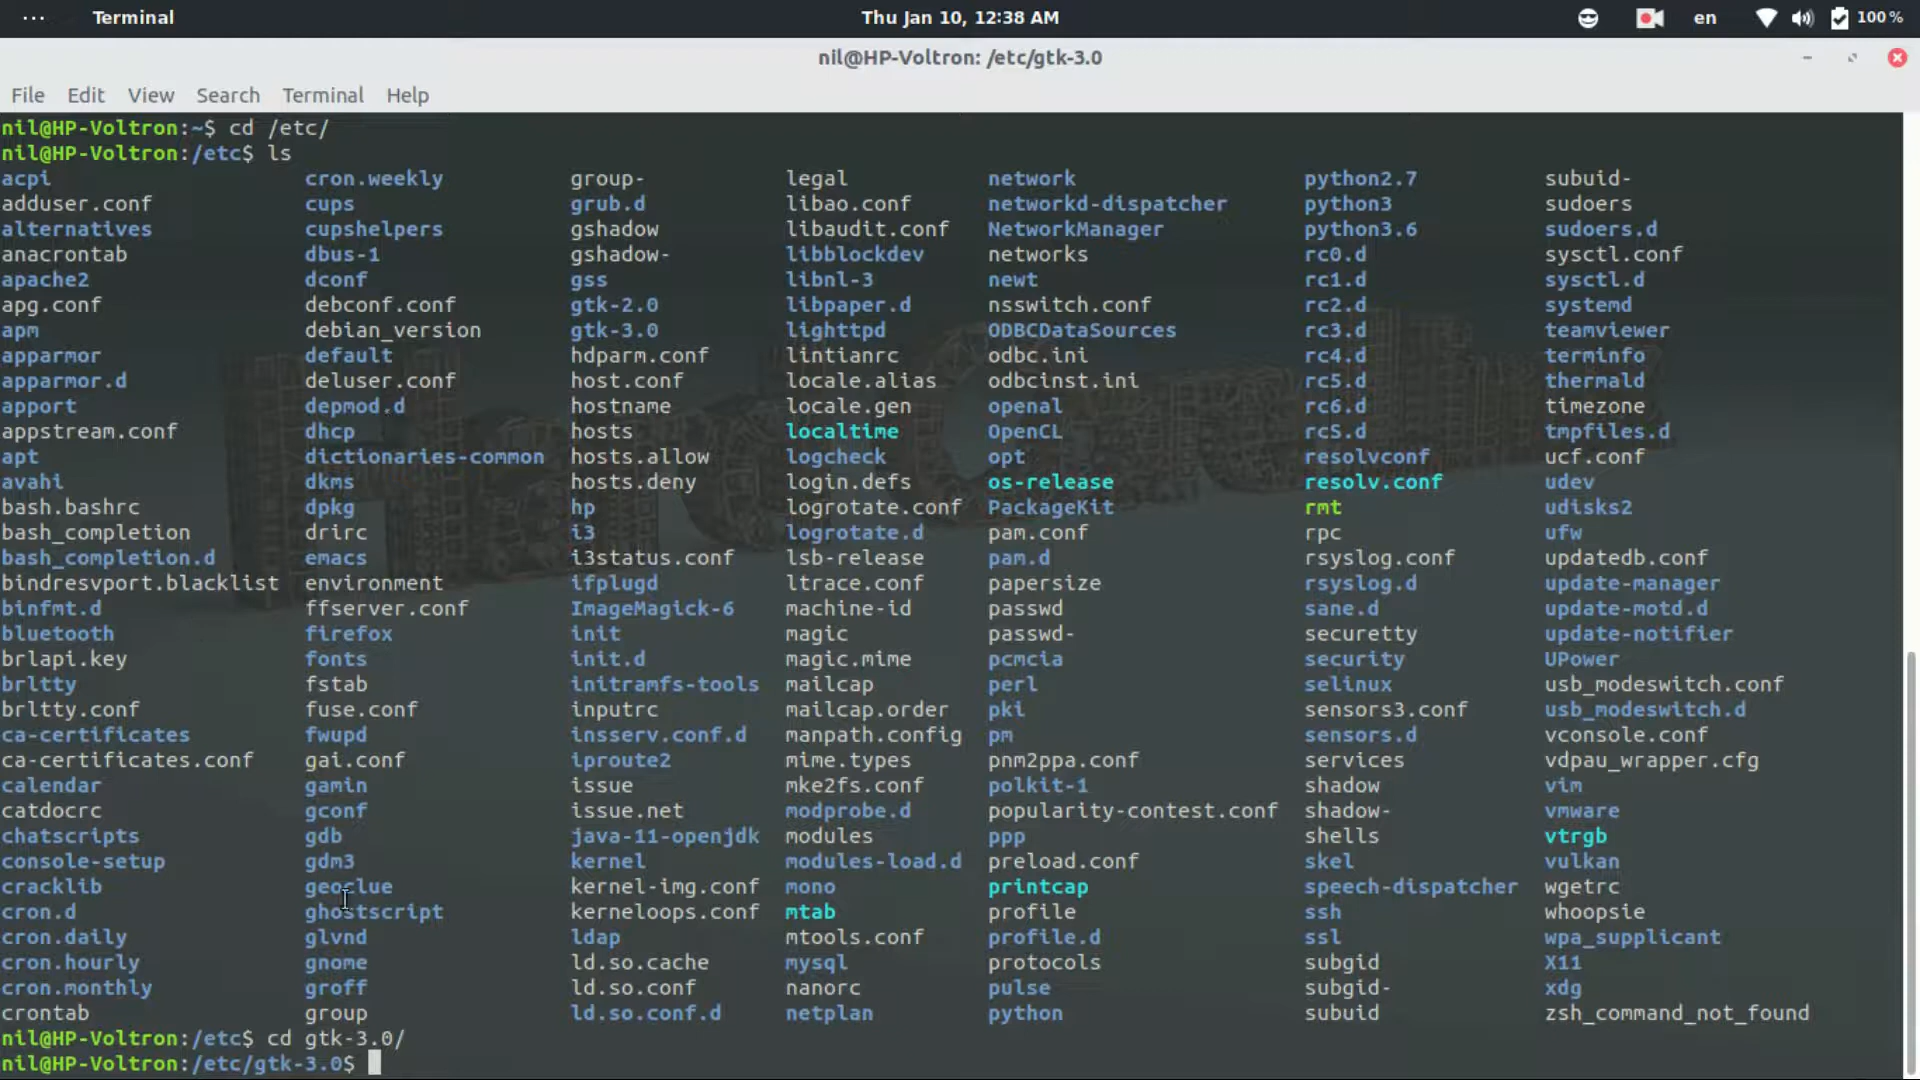 Terminal
Thu Jan 10, 12:38 AM
en
100 %
nil@HP-Voltron: /etc/gtk-3.0
File Edit View Search Terminal Help
nil@HP-Voltron:~$ cd /etc/
nil@HP-Voltron:/etc$ ls
acpi cron.weekly group- legal network python2.7 subuid-
adduser.conf cups grub.d libao.conf networkd-dispatcher python3 sudoers
alternatives cupshelpers gshadow libaudit.conf NetworkManager python3.6 sudoers.d
anacrontab dbus-1 gshadow- libblockdev networks rc0.d sysctl.conf
apache2 dconf gss libnl-3 newt rc1.d sysctl.d
apg.conf debconf.conf gtk-2.0 libpaper.d nsswitch.conf rc2.d systemd
apm debian_version gtk-3.0 lighttpd ODBCDataSources rc3.d teamviewer
apparmor default hdparm.conf lintianrc odbc.ini rc4.d terminfo
apparmor.d deluser.conf host.conf locale.alias odbcinst.ini rc5.d thermald
apport depmod.d hostname locale.gen openal rc6.d timezone
appstream.conf dhcp hosts localtime OpenCL rcS.d tmpfiles.d
apt dictionaries-common hosts.allow logcheck opt resolvconf ucf.conf
avahi dkms hosts.deny login.defs os-release resolv.conf udev
bash.bashrc dpkg hp logrotate.conf PackageKit rmt udisks2
bash_completion drirc i3 logrotate.d pam.conf rpc ufw
bash_completion.d emacs i3status.conf lsb-release pam.d rsyslog.conf updatedb.conf
bindresvport.blacklist environment ifplugd ltrace.conf papersize rsyslog.d update-manager
binfmt.d ffserver.conf ImageMagick-6 machine-id passwd sane.d update-motd.d
bluetooth firefox init magic passwd- securetty update-notifier
brlapi.key fonts init.d magic.mime pcmcia security UPower
brltty fstab initramfs-tools mailcap perl selinux usb_modeswitch.conf
brltty.conf fuse.conf inputrc mailcap.order pki sensors3.conf usb_modeswitch.d
ca-certificates fwupd insserv.conf.d manpath.config pm sensors.d vconsole.conf
ca-certificates.conf gai.conf iproute2 mime.types pnm2ppa.conf services vdpau_wrapper.cfg
calendar gamin issue mke2fs.conf polkit-1 shadow vim
catdocrc gconf issue.net modprobe.d popularity-contest.conf shadow- vmware
chatscripts gdb java-11-openjdk modules ppp shells vtrgb
console-setup gdm3 kernel modules-load.d preload.conf skel vulkan
cracklib geoclue kernel-img.conf mono printcap speech-dispatcher wgetrc
cron.d ghostscript kerneloops.conf mtab profile ssh whoopsie
cron.daily glvnd ldap mtools.conf profile.d ssl wpa_supplicant
cron.hourly gnome ld.so.cache mysql protocols subgid X11
cron.monthly groff ld.so.conf nanorc pulse subgid- xdg
crontab group ld.so.conf.d netplan python subuid zsh_command_not_found
nil@HP-Voltron:/etc$ cd gtk-3.0/
nil@HP-Voltron:/etc/gtk-3.0$